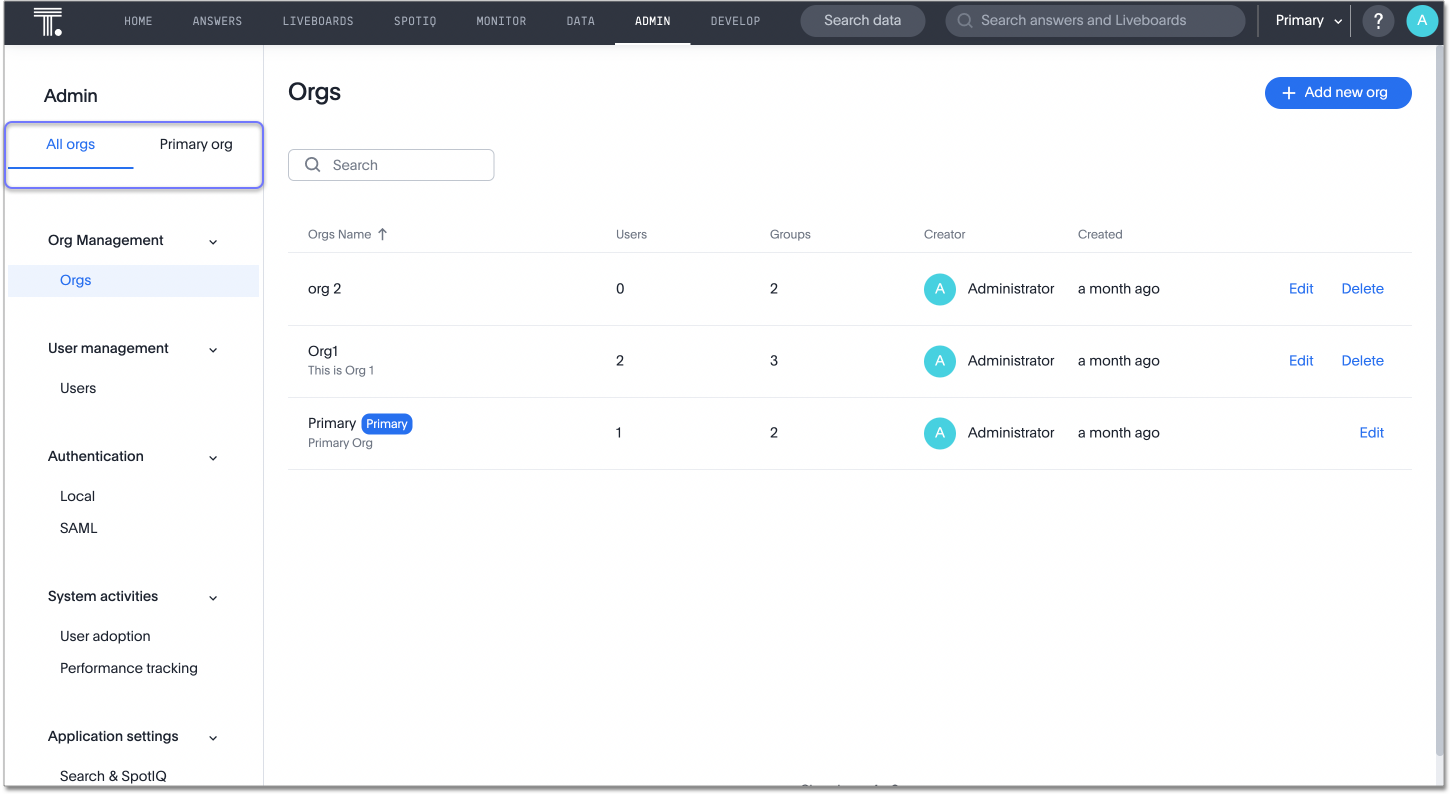 HOME ANSWERS LIVEBOARDS SPOTIQ MONITOR DATA ADMIN DEVELOP Search data Search answers and Liveboards Primary ? A
Admin
All orgs Primary org
Org Management
Orgs
User management
Users
Authentication
Local
SAML
System activities
User adoption
Performance tracking
Application settings
Search & SpotIQ
Orgs
+ Add new org
Search
Orgs Name ↑ Users Groups Creator Created
org 2 0 2 A Administrator a month ago Edit Delete
Org1 2 3 A Administrator a month ago Edit Delete
This is Org 1
Primary Primary 1 2 A Administrator a month ago Edit
Primary Org